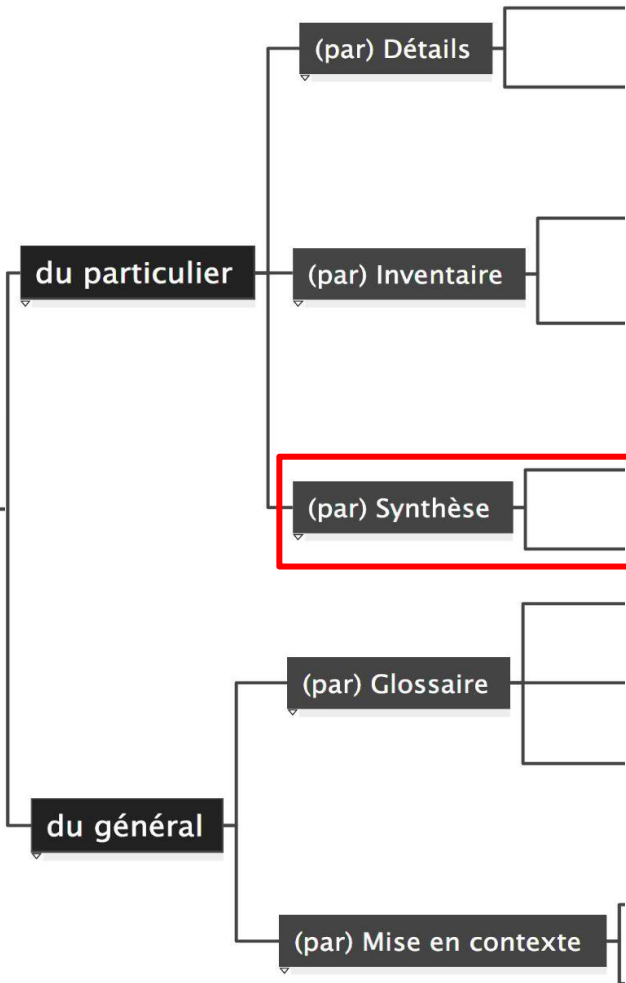 (par) Détails
du particulier
(par) Inventaire
(par) Synthèse
(par) Glossaire
du général
(par) Mise en contexte